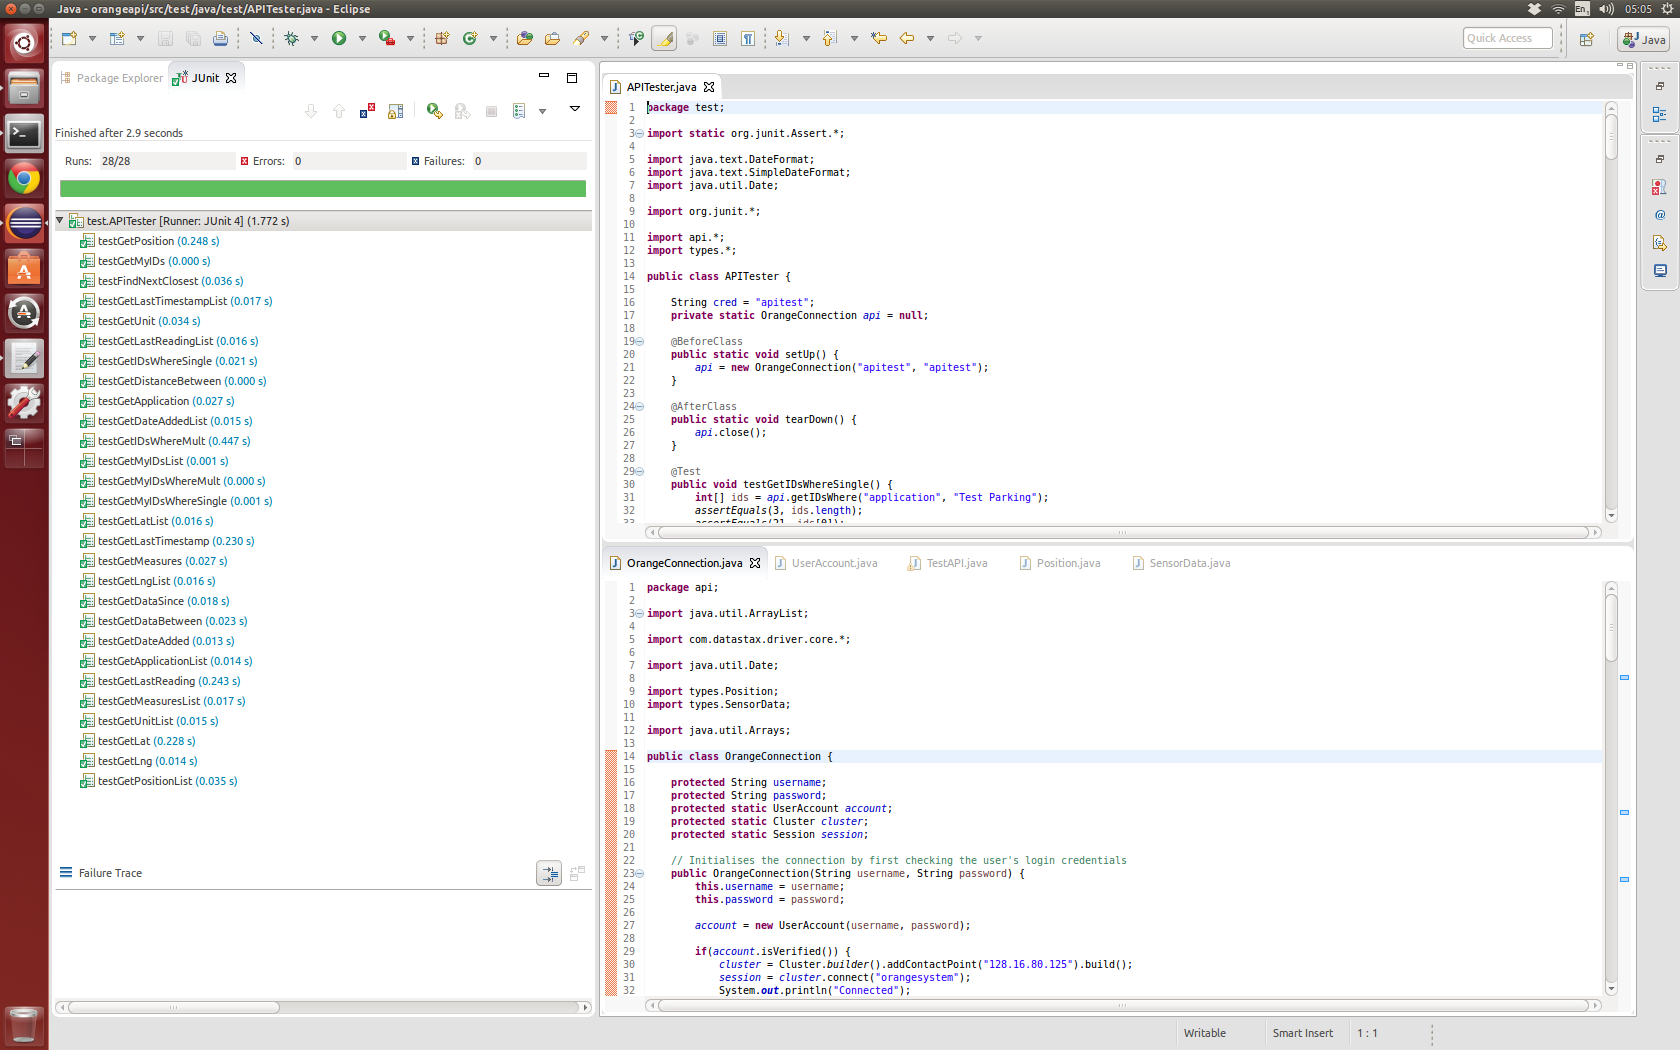 Java - orangeapi/src/test/java/test/APITester.java - Eclipse
En
05:05
Quick Access
Java
Package Explorer
JUnit
Finished after 2.9 seconds
Runs: 28/28
Errors: 0
Failures: 0
test.APITester [Runner: JUnit 4] (1.772 s)
testGetPosition (0.248 s)
testGetMyIDs (0.000 s)
testFindNextClosest (0.036 s)
testGetLastTimestampList (0.017 s)
testGetUnit (0.034 s)
testGetLastReadingList (0.016 s)
testGetIDsWhereSingle (0.021 s)
testGetDistanceBetween (0.000 s)
testGetApplication (0.027 s)
testGetDateAddedList (0.015 s)
testGetIDsWhereMult (0.447 s)
testGetMyIDsList (0.001 s)
testGetMyIDsWhereMult (0.000 s)
testGetMyIDsWhereSingle (0.001 s)
testGetLatList (0.016 s)
testGetLastTimestamp (0.230 s)
testGetMeasures (0.027 s)
testGetLngList (0.016 s)
testGetDataSince (0.018 s)
testGetDataBetween (0.023 s)
testGetDateAdded (0.013 s)
testGetApplicationList (0.014 s)
testGetLastReading (0.243 s)
testGetMeasuresList (0.017 s)
testGetUnitList (0.015 s)
testGetLat (0.228 s)
testGetLng (0.014 s)
testGetPositionList (0.035 s)
Failure Trace
APITester.java
1 package test;
2
3 import static org.junit.Assert.*;
4
5 import java.text.DateFormat;
6 import java.text.SimpleDateFormat;
7 import java.util.Date;
8
9 import org.junit.*;
10
11 import api.*;
12 import types.*;
13
14 public class APITester {
15
16 String cred = "apitest";
17 private static OrangeConnection api = null;
18
19 @BeforeClass
20 public static void setUp() {
21 api = new OrangeConnection("apitest", "apitest");
22 }
23
24 @AfterClass
25 public static void tearDown() {
26 api.close();
27 }
28
29 @Test
30 public void testGetIDsWhereSingle() {
31 int[] ids = api.getIDsWhere("application", "Test Parking");
32 assertEquals(3, ids.length);
33 assertEquals(21, ids[0]);
OrangeConnection.java
UserAccount.java
TestAPI.java
Position.java
SensorData.java
1 package api;
2
3 import java.util.ArrayList;
4
5 import com.datastax.driver.core.*;
6
7 import java.util.Date;
8
9 import types.Position;
10 import types.SensorData;
11
12 import java.util.Arrays;
13
14 public class OrangeConnection {
15
16 protected String username;
17 protected String password;
18 protected static UserAccount account;
19 protected static Cluster cluster;
20 protected static Session session;
21
22 // Initialises the connection by first checking the user's login credentials
23 public OrangeConnection(String username, String password) {
24 this.username = username;
25 this.password = password;
26
27 account = new UserAccount(username, password);
28
29 if(account.isVerified()) {
30 cluster = Cluster.builder().addContactPoint("128.16.80.125").build();
31 session = cluster.connect("orangesystem");
32 System.out.println("Connected");
Writable
Smart Insert
1 : 1